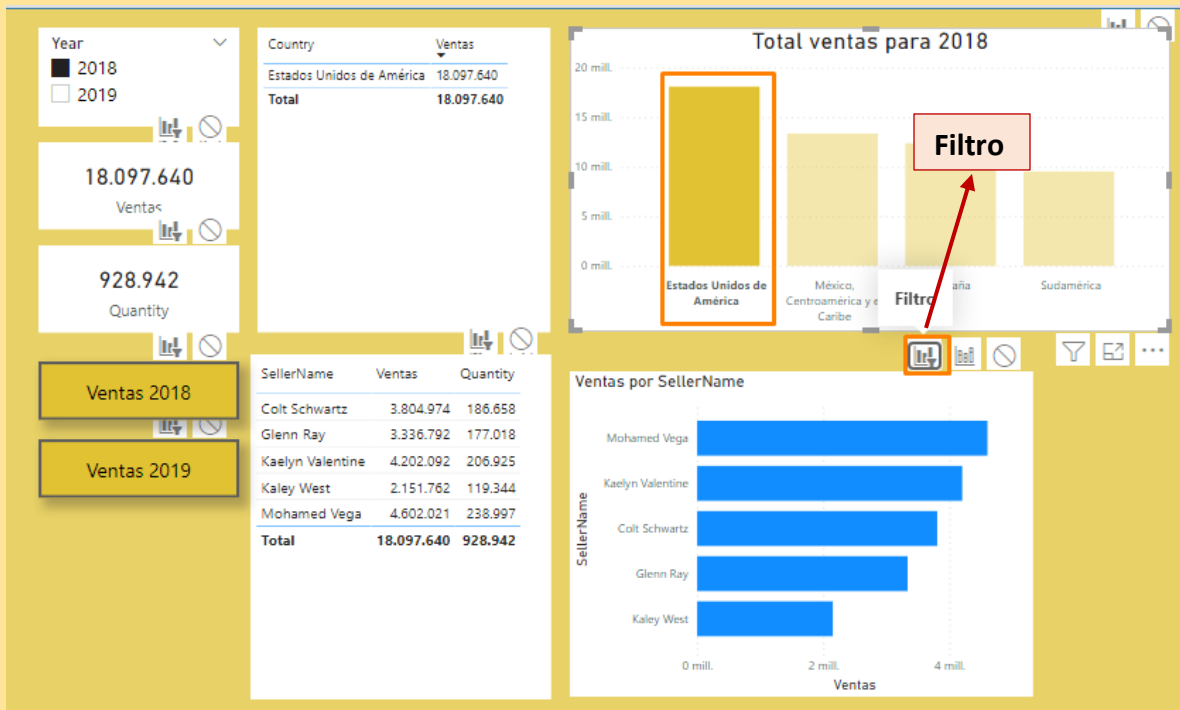 Year
2018
2019
18.097.640
Ventas
928.942
Quantity
Ventas 2018
Ventas 2019
Country Ventas
Estados Unidos de América 18.097.640
Total 18.097.640
SellerName Ventas Quantity
Colt Schwartz 3.804.974 186.658
Glenn Ray 3.336.792 177.018
Kaelyn Valentine 4.202.092 206.925
Kaley West 2.151.762 119.344
Mohamed Vega 4.602.021 238.997
Total 18.097.640 928.942
Total ventas para 2018
20 mill.
15 mill.
10 mill.
5 mill.
0 mill.
Estados Unidos de
América
México,
Centroamérica y e
Caribe
aña
Sudamérica
Filtro
Filtro
Ventas por SellerName
SellerName
Mohamed Vega
Kaelyn Valentine
Colt Schwartz
Glenn Ray
Kaley West
0 mill. 2 mill. 4 mill.
Ventas